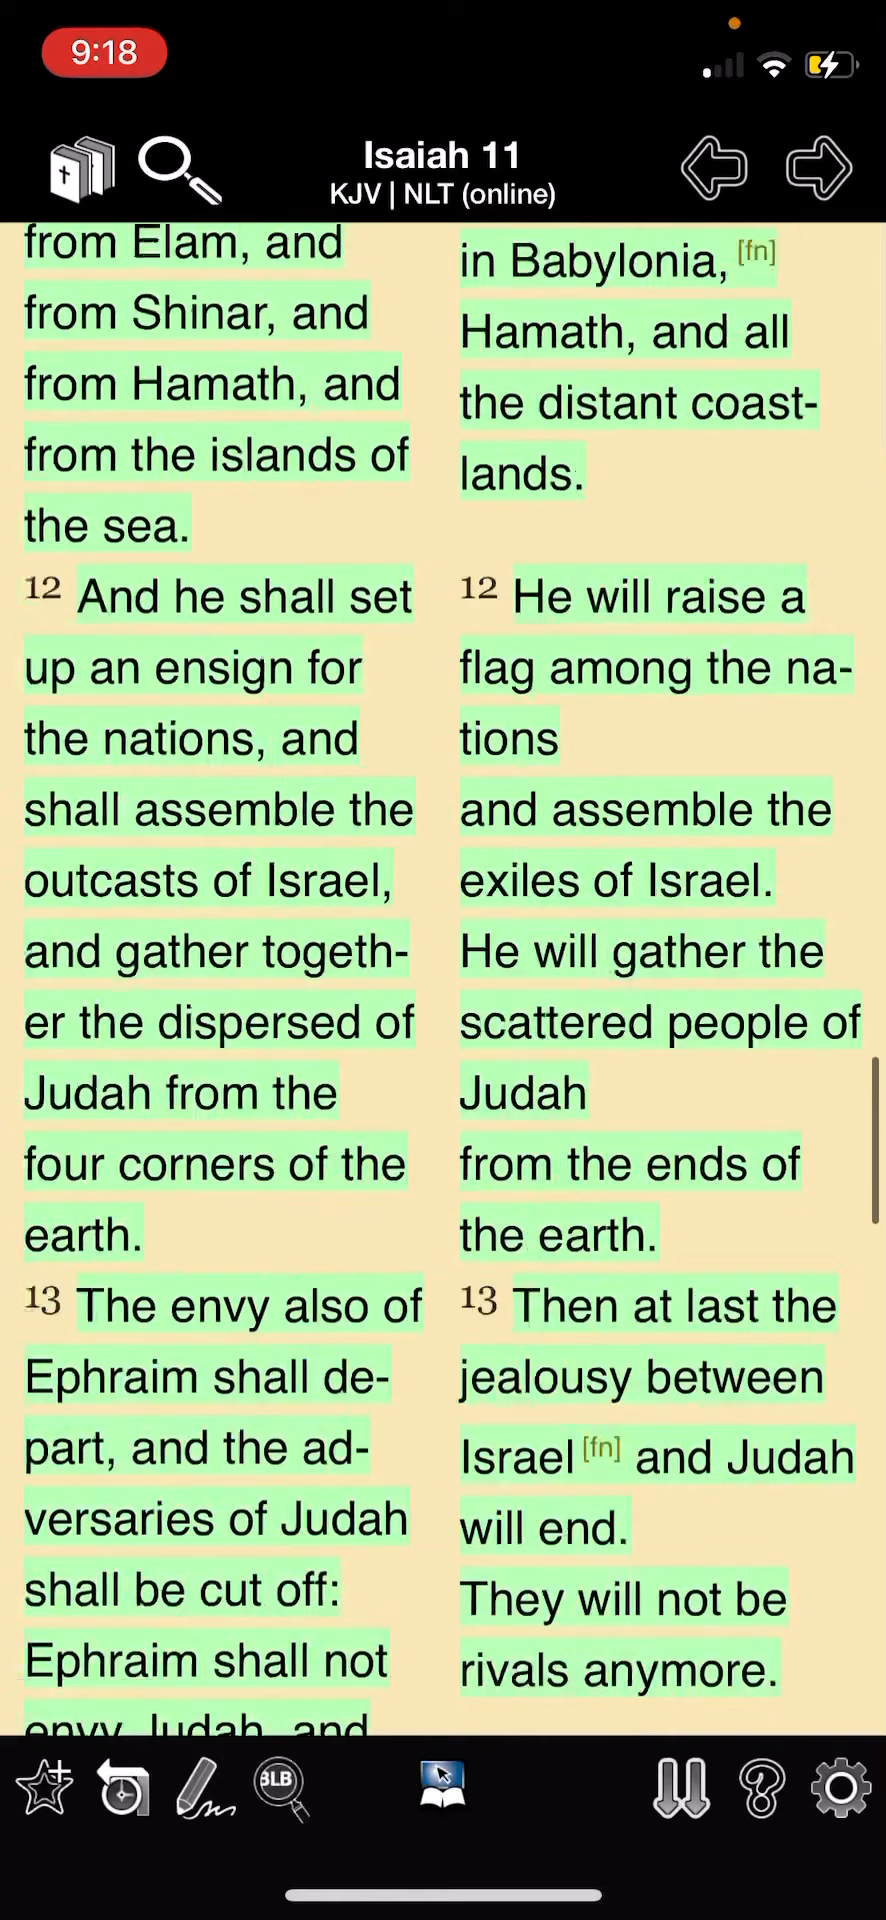 9:18
Isaiah 11
KJV | NLT (online)
from Elam, and
from Shinar, and
from Hamath, and
from the islands of
the sea.
12 And he shall set
up an ensign for
the nations, and
shall assemble the
outcasts of Israel,
and gather togeth-
er the dispersed of
Judah from the
four corners of the
earth.
13 The envy also of
Ephraim shall de-
part, and the ad-
versaries of Judah
shall be cut off:
Ephraim shall not
envy Judah, and
in Babylonia, [fn]
Hamath, and all
the distant coast-
lands.
12 He will raise a
flag among the na-
tions
and assemble the
exiles of Israel.
He will gather the
scattered people of
Judah
from the ends of
the earth.
13 Then at last the
jealousy between
Israel [fn] and Judah
will end.
They will not be
rivals anymore.
BLB